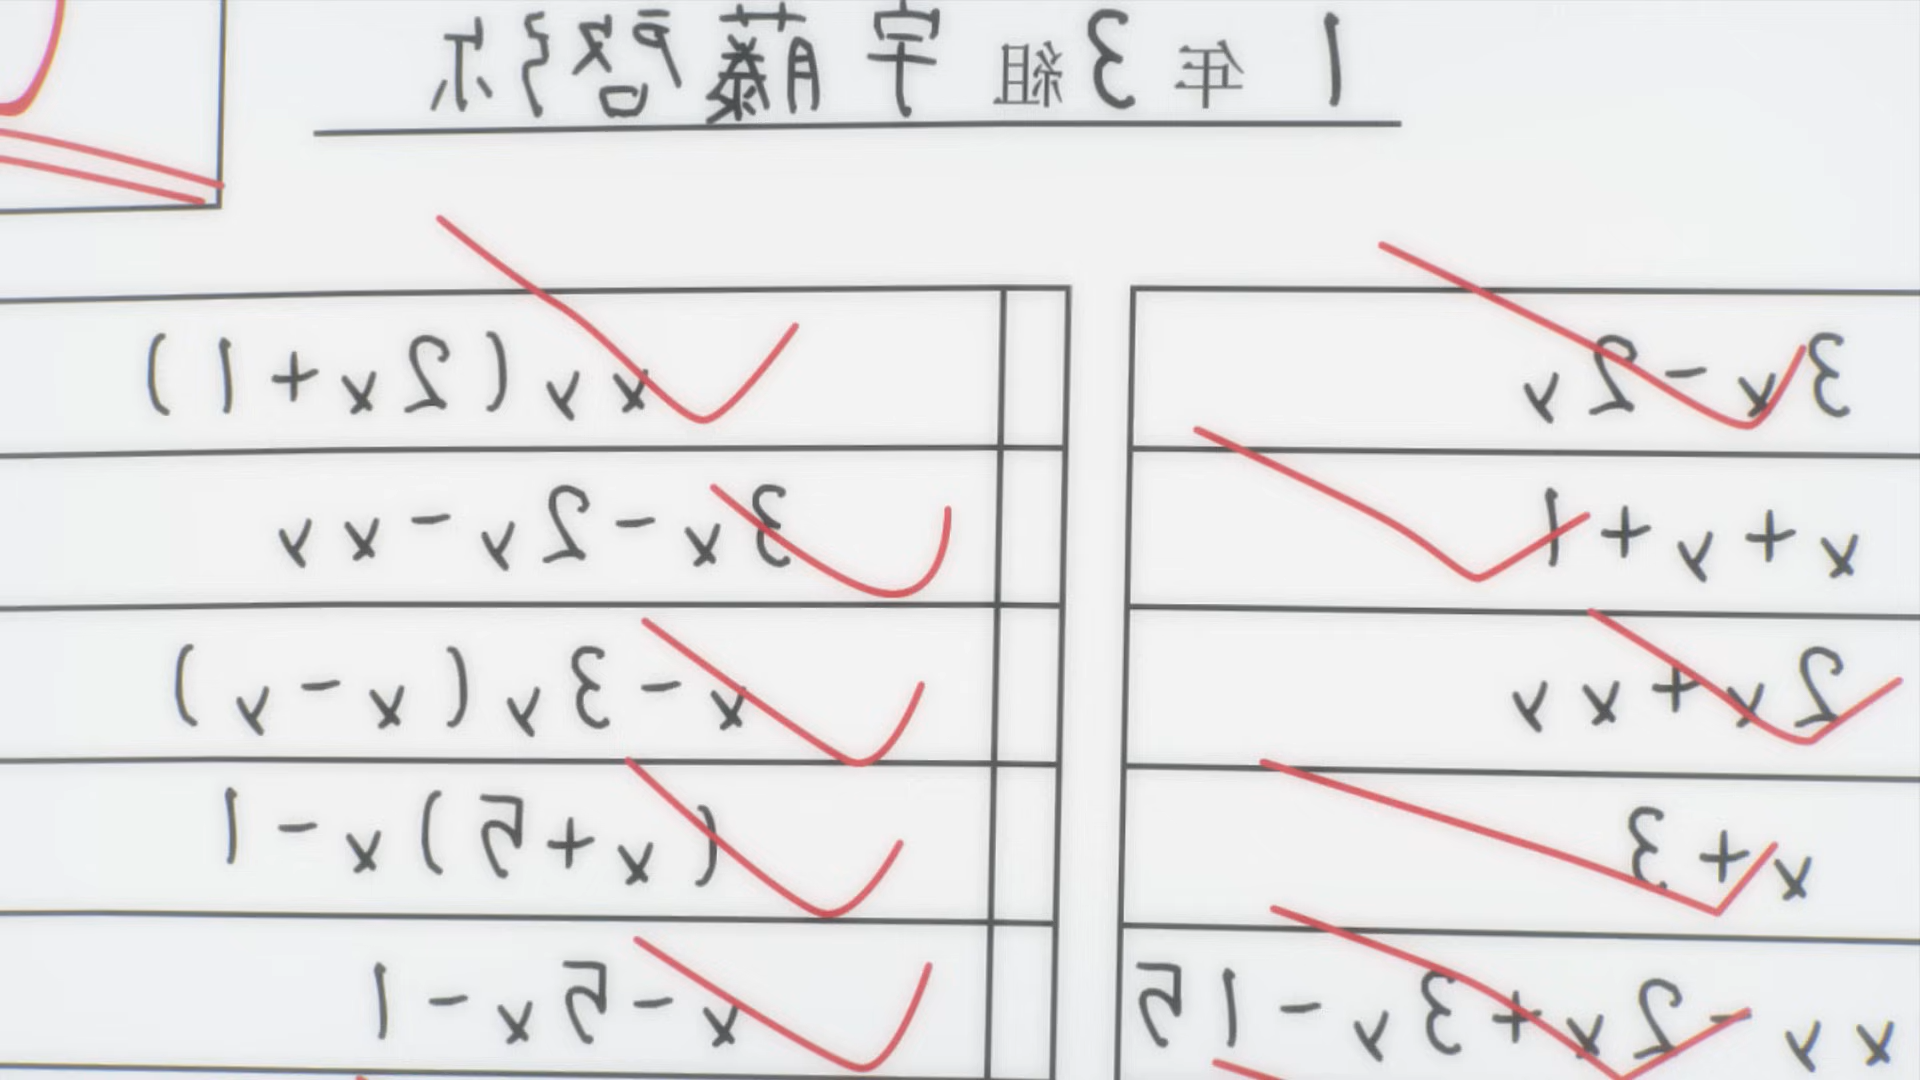 1年3組 宇藤啓弥
3x-2y
x+y+1
2x+xy
x+3
xy-2x+3y-15
xy(2x+1)
3x-2y-xy
x-3y(x-y)
(x+5)x-1
x-5x-1